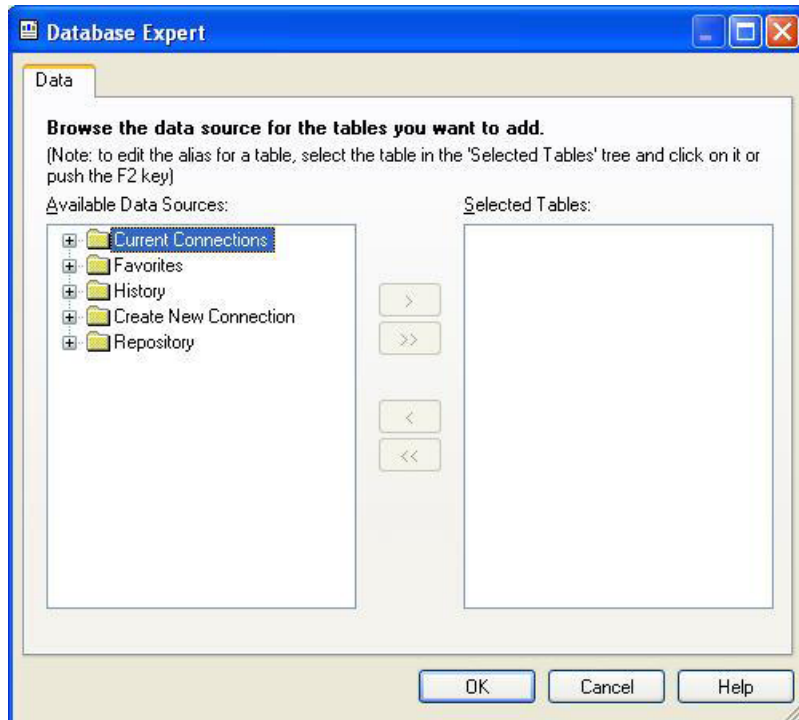 Database Expert
Data
Browse the data source for the tables you want to add.
(Note: to edit the alias for a table, select the table in the 'Selected Tables' tree and click on it or
push the F2 key)
Available Data Sources:
Selected Tables:
Current Connections
Favorites
History
Create New Connection
Repository
>
>>
<
<<
OK
Cancel
Help